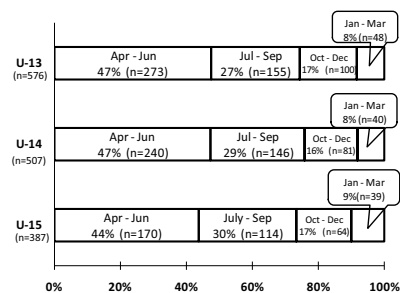 Jan - Mar
8% (n=48)
U-13
(n=576)
Apr - Jun
47% (n=273)
Jul - Sep
27% (n=155)
Oct - Dec
17% (n=100)
Jan - Mar
8% (n=40)
U-14
(n=507)
Apr - Jun
47% (n=240)
Jul - Sep
29% (n=146)
Oct - Dec
16% (n=81)
Jan - Mar
9%(n=39)
U-15
(n=387)
Apr - Jun
44% (n=170)
July - Sep
30% (n=114)
Oct - Dec
17% (n=64)
0% 20% 40% 60% 80% 100%